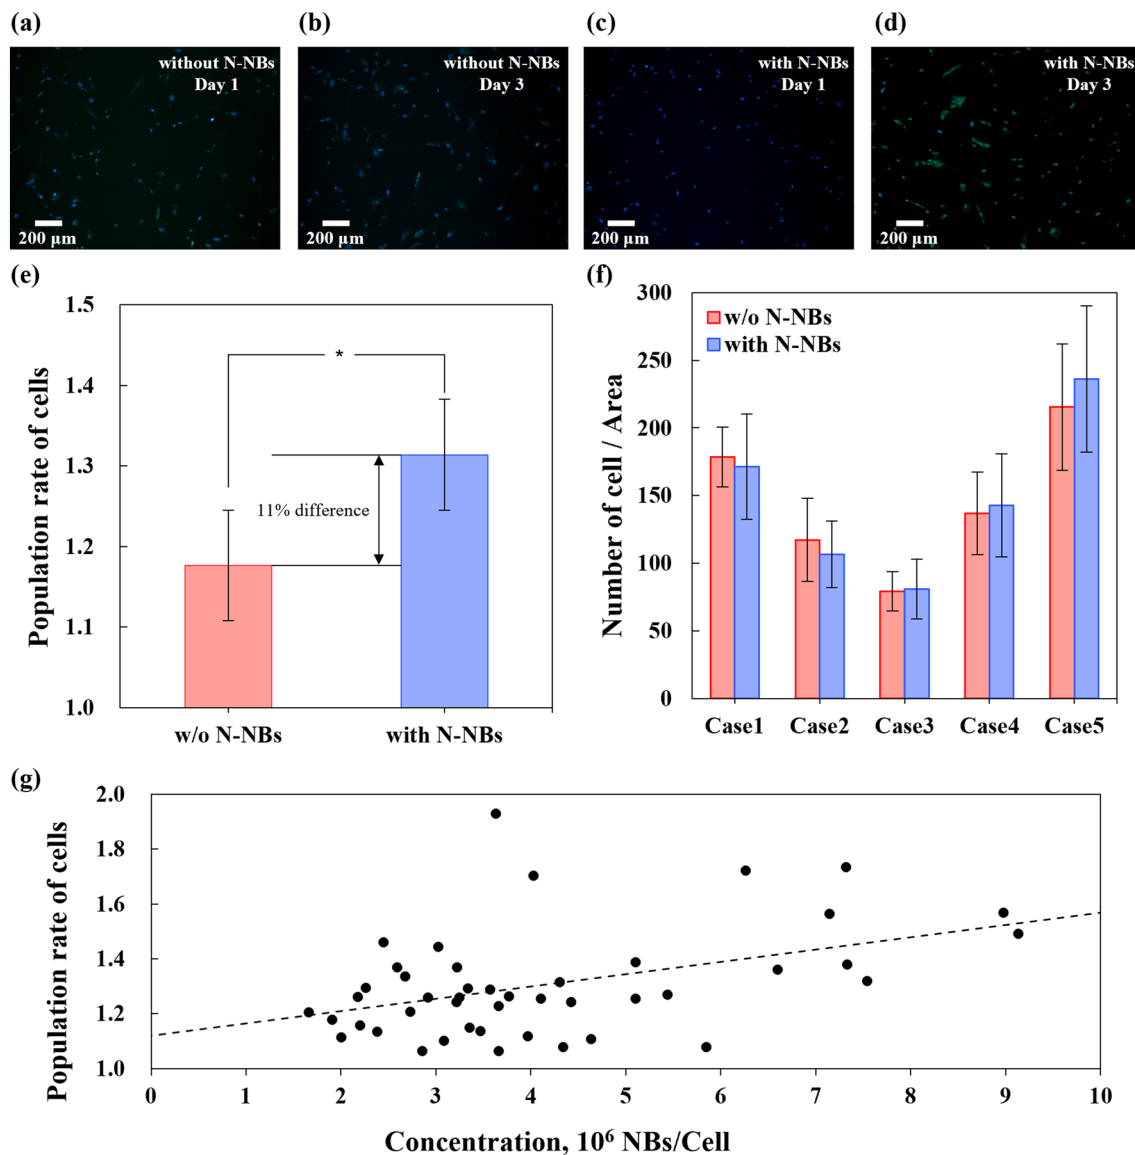 (a)
(b)
(c)
(d)
without N-NBs
Day 1
200 µm
without N-NBs
Day 3
200 µm
with N-NBs
Day 1
200 µm
with N-NBs
Day 3
200 µm
(e)
Population rate of cells
1.5
1.4
1.3
1.2
1.1
1.0
*
11% difference
w/o N-NBs
with N-NBs
(f)
Number of cell / Area
300
250
200
150
100
50
0
w/o N-NBs
with N-NBs
Case1
Case2
Case3
Case4
Case5
(g)
Population rate of cells
2.0
1.8
1.6
1.4
1.2
1.0
0
1
2
3
4
5
6
7
8
9
10
Concentration, 10⁶ NBs/Cell